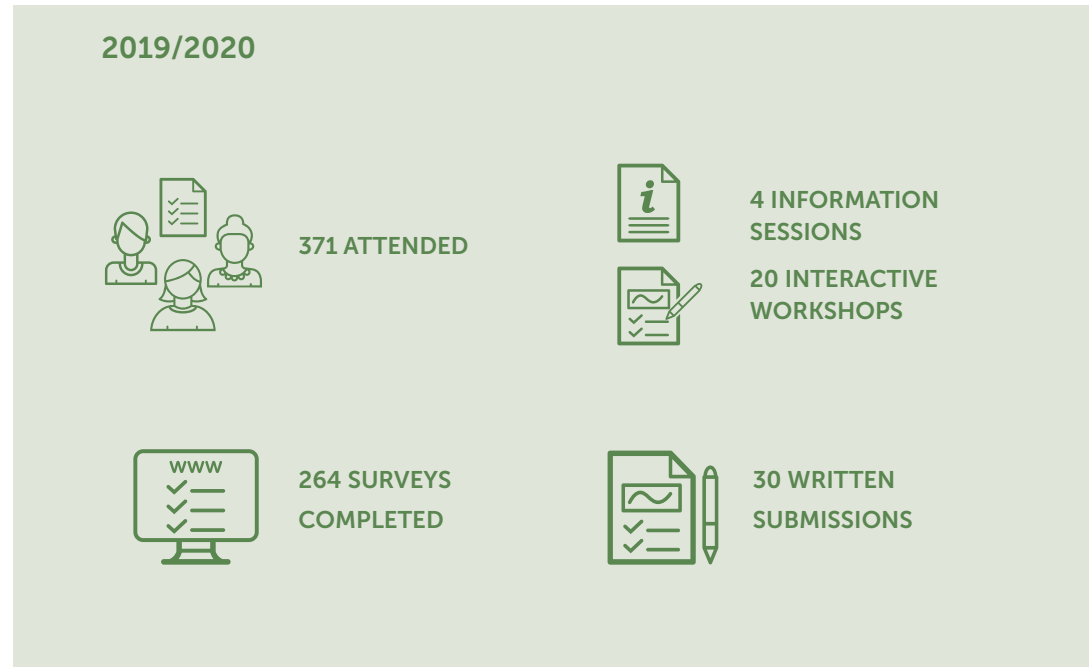 2019/2020
371 ATTENDED
i
4 INFORMATION
SESSIONS
20 INTERACTIVE
WORKSHOPS
WWW
264 SURVEYS
COMPLETED
30 WRITTEN
SUBMISSIONS